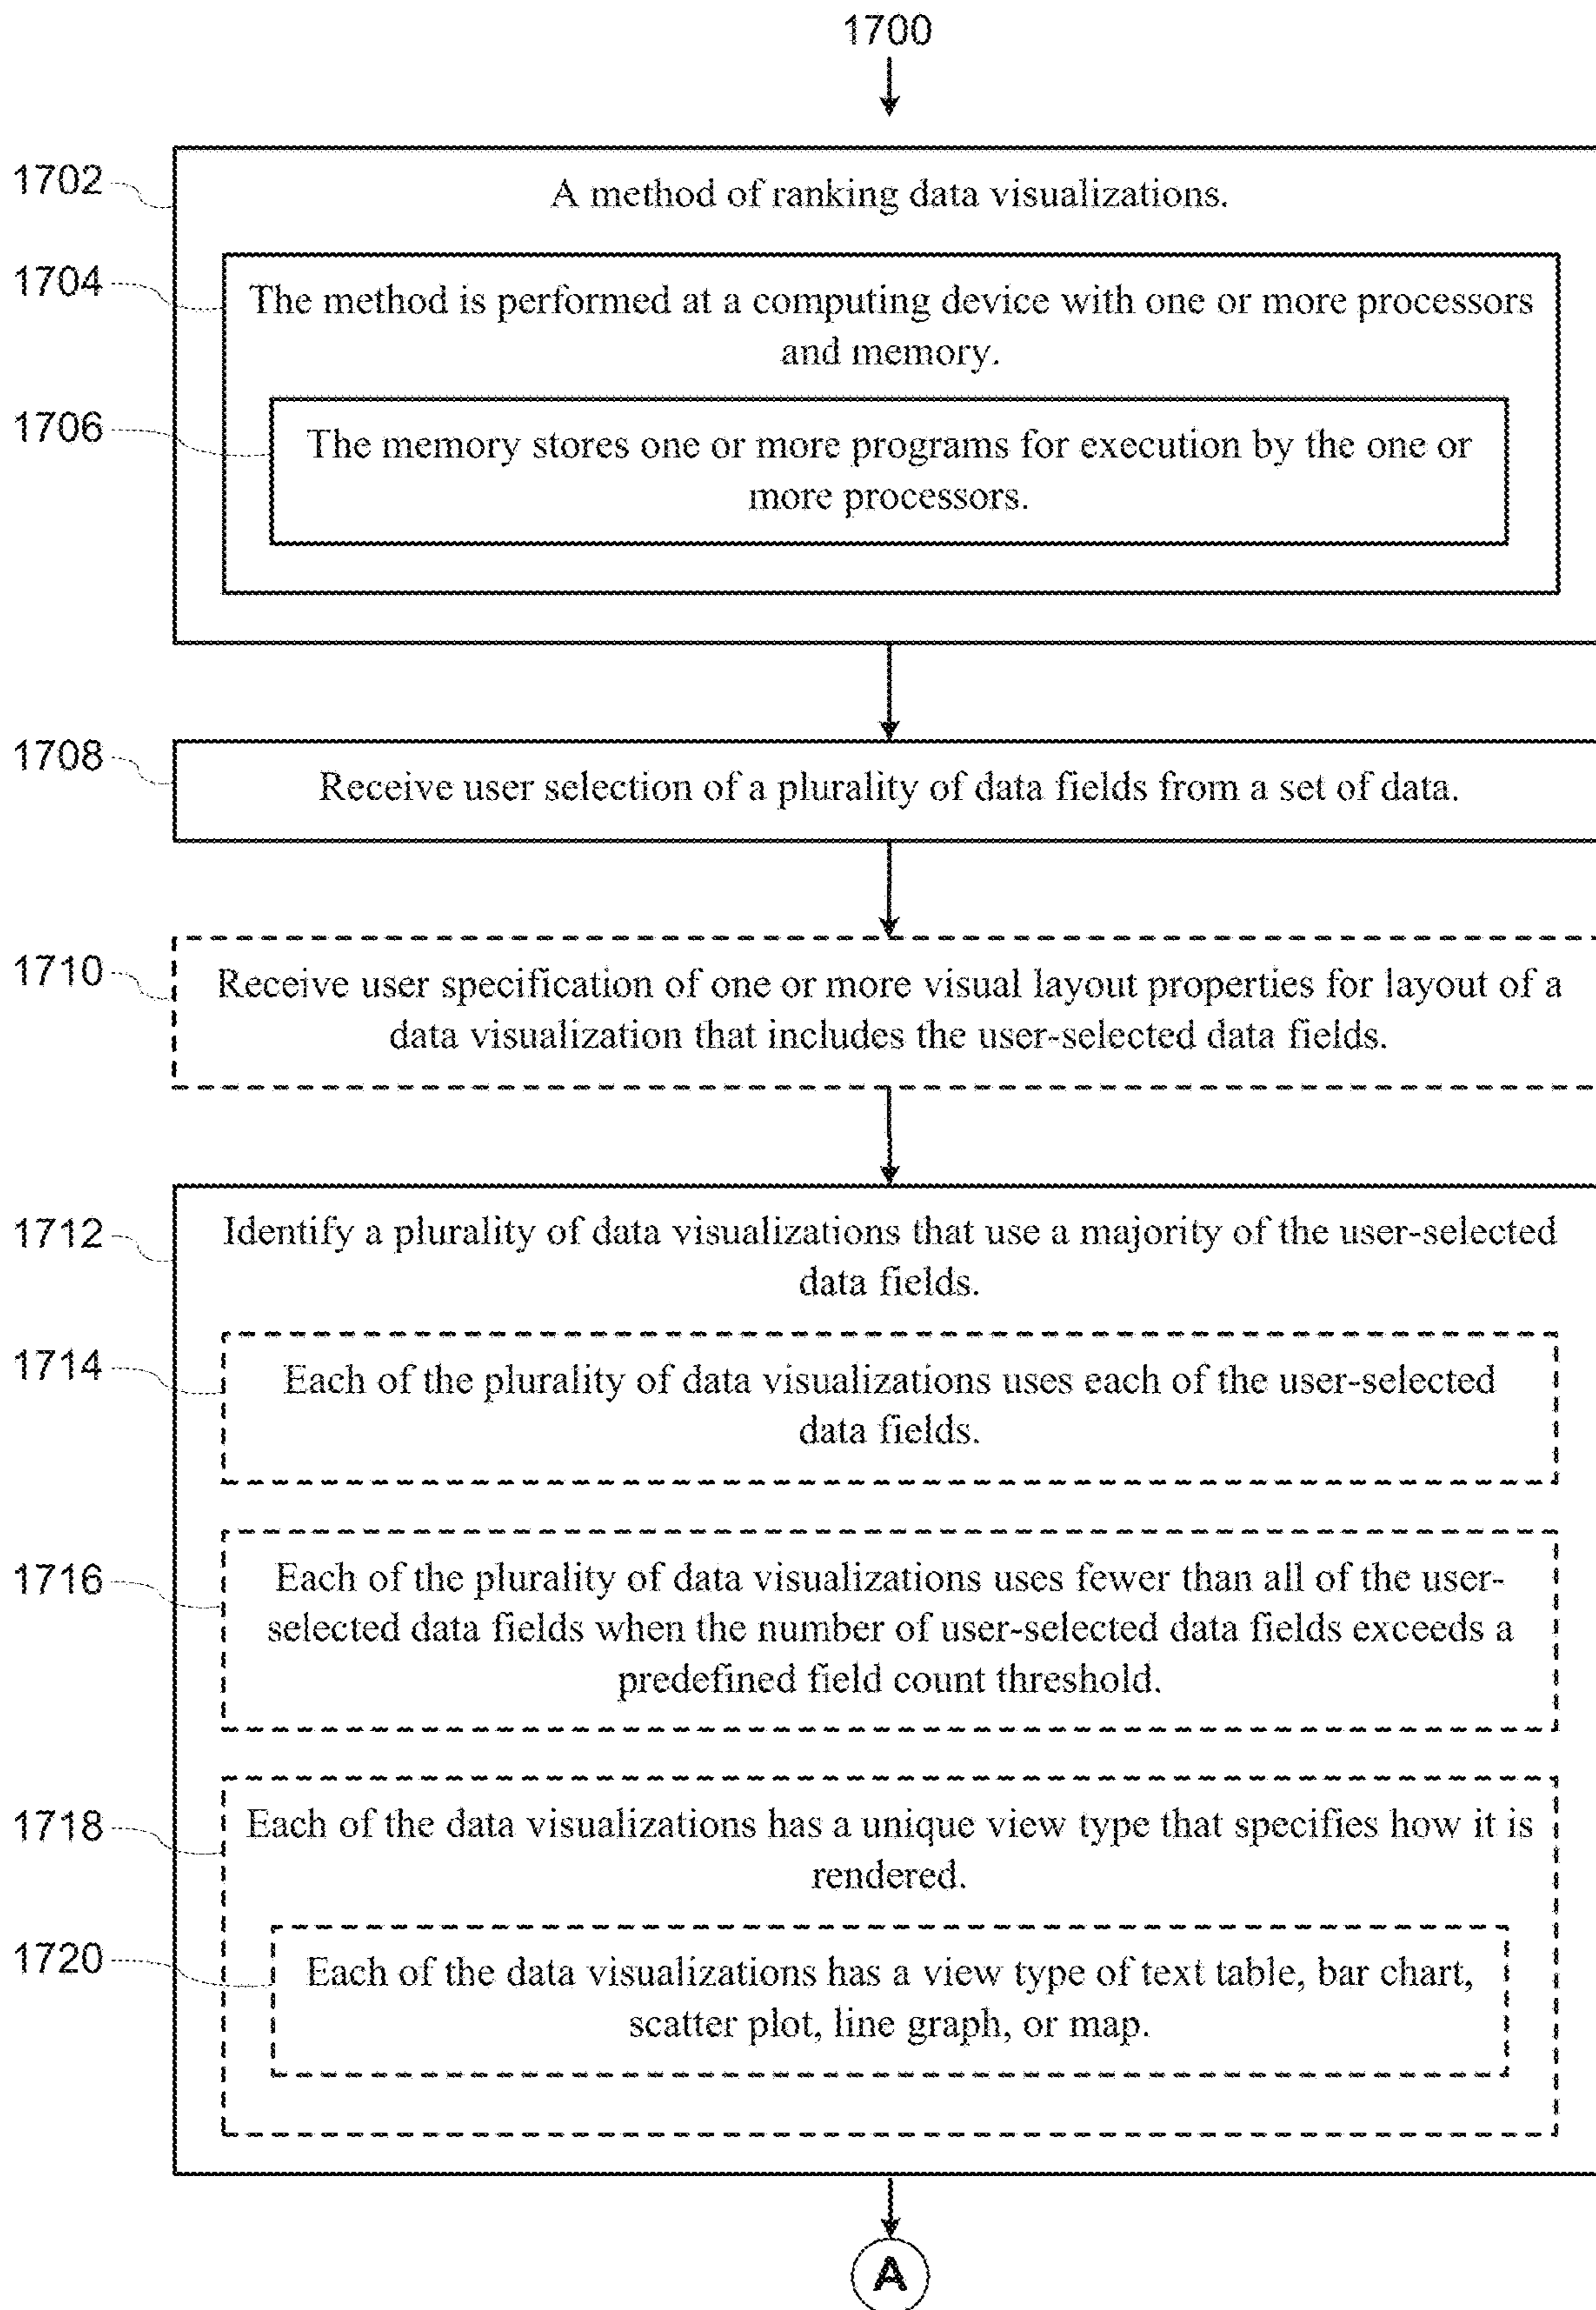 1700
1702
A method of ranking data visualizations.
1704
The method is performed at a computing device with one or more processors
and memory.
1706
The memory stores one or more programs for execution by the one or
more processors.
1708
Receive user selection of a plurality of data fields from a set of data.
1710
Receive user specification of one or more visual layout properties for layout of a
data visualization that includes the user-selected data fields.
1712
Identify a plurality of data visualizations that use a majority of the user-selected
data fields.
1714
Each of the plurality of data visualizations uses each of the user-selected
data fields.
1716
Each of the plurality of data visualizations uses fewer than all of the user-
selected data fields when the number of user-selected data fields exceeds a
predefined field count threshold.
1718
Each of the data visualizations has a unique view type that specifies how it is
rendered.
1720
Each of the data visualizations has a view type of text table, bar chart,
scatter plot, line graph, or map.
A